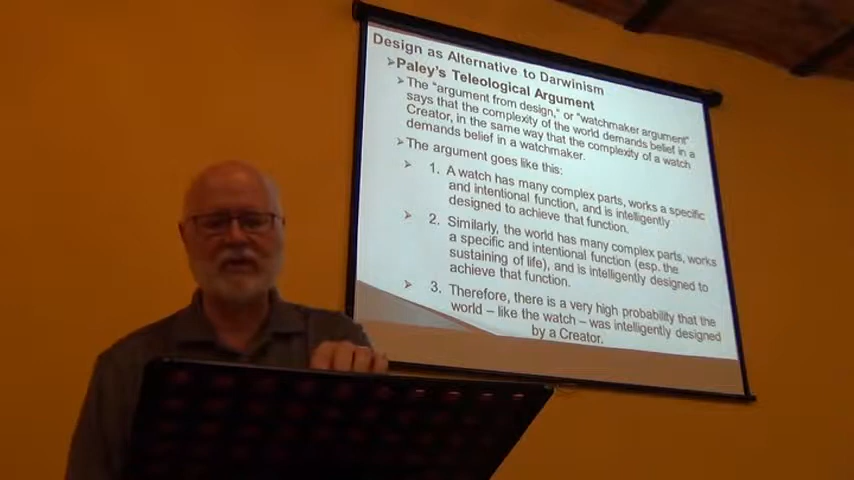 Design as Alternative to Darwinism
➢Paley's Teleological Argument
➢The "argument from design," or "watchmaker argument"
says that the complexity of the world demands belief in a
Creator, in the same way that the complexity of a watch
demands belief in a watchmaker.
➢The argument goes like this:
➢ 1. A watch has many complex parts, works a specific
and intentional function, and is intelligently
designed to achieve that function.
➢ 2. Similarly, the world has many complex parts, works
a specific and intentional function (esp. the
sustaining of life), and is intelligently designed to
achieve that function.
➢ 3. Therefore, there is a very high probability that the
world – like the watch – was intelligently designed
by a Creator.